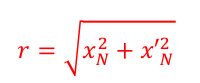 r = √(x_N^2 + x'_N^2)